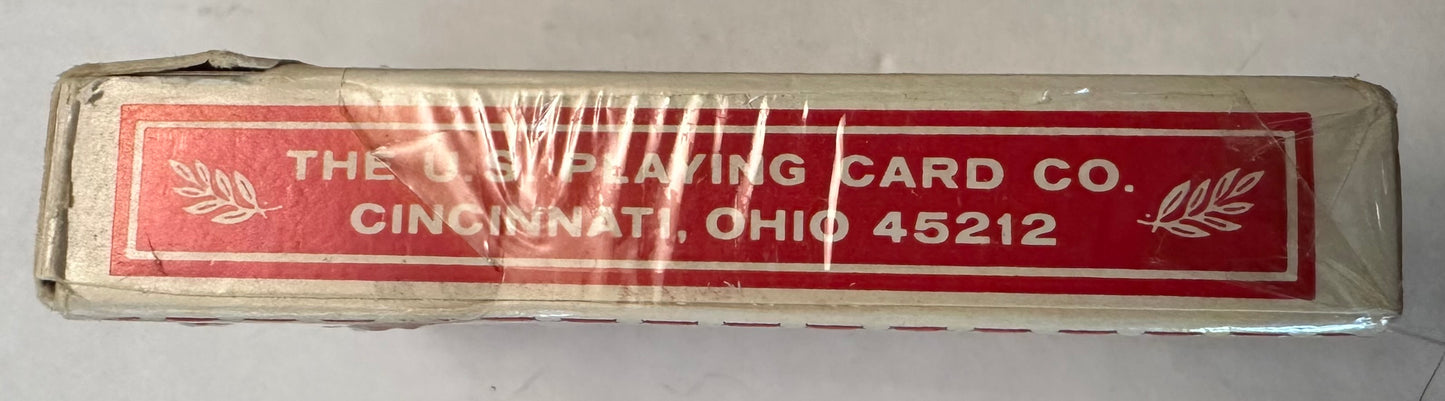 THE U.S. PLAYING CARD CO.
CINCINNATI, OHIO 45212